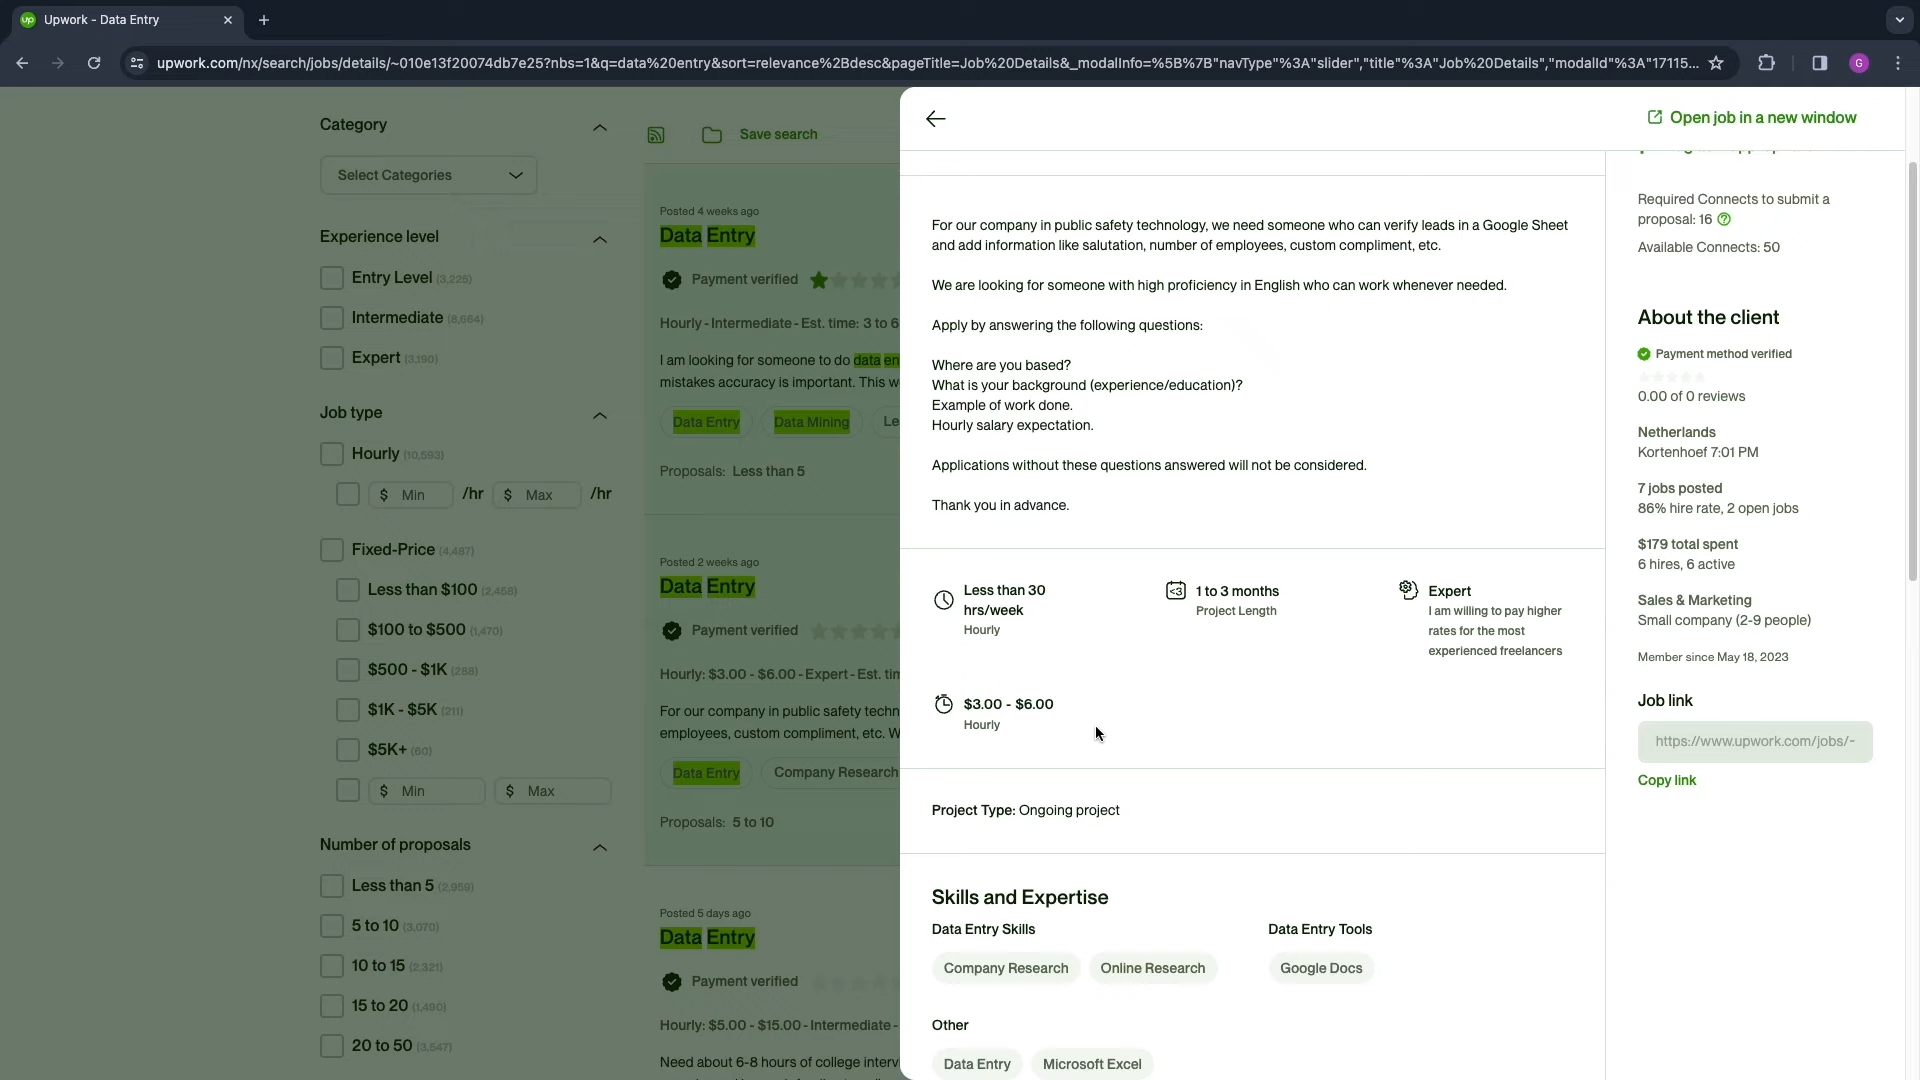 Upwork - Data Entry
upwork.com/nx/search/jobs/details/~010e13f20074db7e25?nbs=1&q=data%20entry&sort=relevance%2Bdesc&pageTitle=Job%20Details&_modalInfo=%5B%7B"navType"%3A"slider","title"%3A"Job%20Details","modalId"%3A"17115...
G
Category
Select Categories
Experience level
Entry Level (3,225)
Intermediate (8,664)
Expert (3,190)
Job type
Hourly (10,593)
$ Min /hr $ Max /hr
Fixed-Price (4,487)
Less than $100 (2,458)
$100 to $500 (1,470)
$500 - $1K (288)
$1K - $5K (211)
$5K+ (60)
$ Min $ Max
Number of proposals
Less than 5 (2,959)
5 to 10 (3,070)
10 to 15 (2,321)
15 to 20 (1,490)
20 to 50 (3,547)
Save search
Posted 4 weeks ago
Data Entry
Payment verified
Hourly - Intermediate - Est. time: 3 to 6
I am looking for someone to do data en
mistakes accuracy is important. This w
Data Entry Data Mining Le
Proposals: Less than 5
Posted 2 weeks ago
Data Entry
Payment verified
Hourly: $3.00 - $6.00 - Expert - Est. tim
For our company in public safety techn
employees, custom compliment, etc. W
Data Entry Company Research
Proposals: 5 to 10
Posted 5 days ago
Data Entry
Payment verified
Hourly: $5.00 - $15.00 - Intermediate -
Need about 6-8 hours of college interv
Open job in a new window
For our company in public safety technology, we need someone who can verify leads in a Google Sheet
and add information like salutation, number of employees, custom compliment, etc.
We are looking for someone with high proficiency in English who can work whenever needed.
Apply by answering the following questions:
Where are you based?
What is your background (experience/education)?
Example of work done.
Hourly salary expectation.
Applications without these questions answered will not be considered.
Thank you in advance.
Less than 30
hrs/week
Hourly
1 to 3 months
Project Length
Expert
I am willing to pay higher
rates for the most
experienced freelancers
$3.00 - $6.00
Hourly
Project Type: Ongoing project
Skills and Expertise
Data Entry Skills
Company Research Online Research
Data Entry Tools
Google Docs
Other
Data Entry Microsoft Excel
Required Connects to submit a
proposal: 16
Available Connects: 50
About the client
Payment method verified
0.00 of 0 reviews
Netherlands
Kortenhoef 7:01 PM
7 jobs posted
86% hire rate, 2 open jobs
$179 total spent
6 hires, 6 active
Sales & Marketing
Small company (2-9 people)
Member since May 18, 2023
Job link
https://www.upwork.com/jobs/~
Copy link